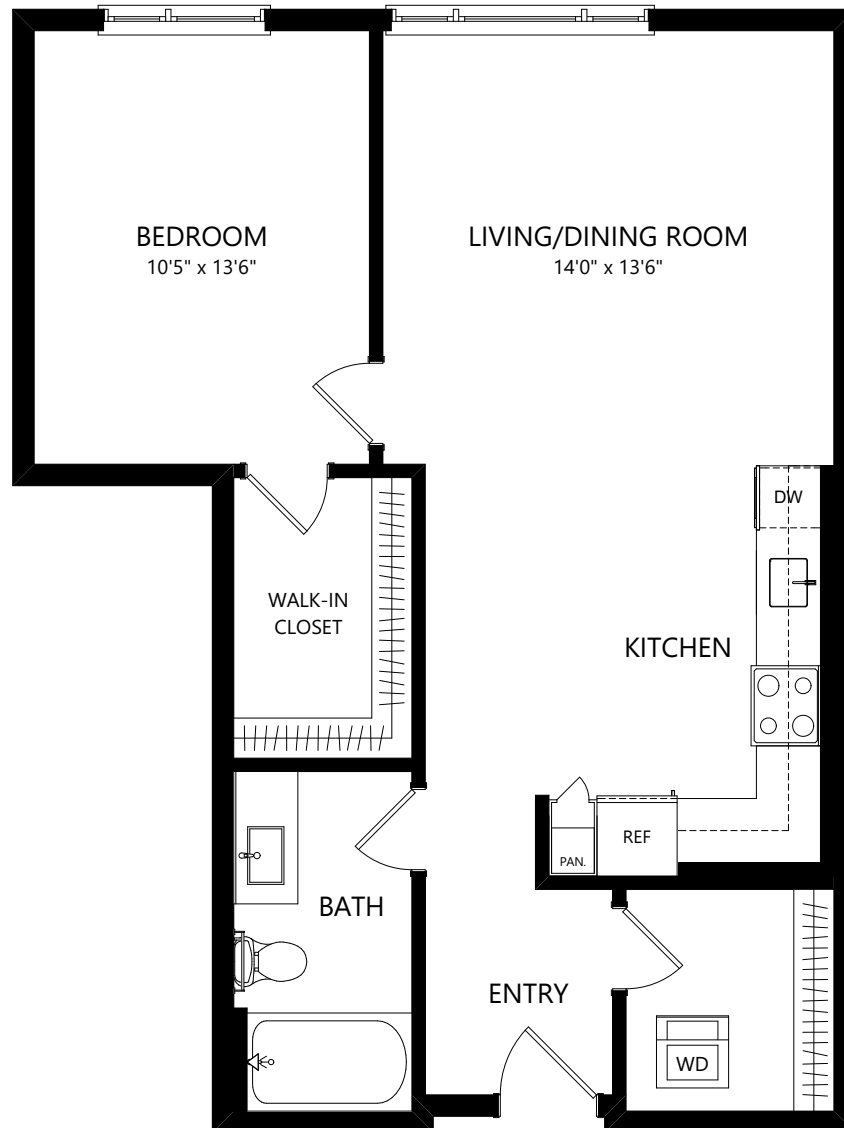 BEDROOM
10'5" x 13'6"
LIVING/DINING ROOM
14'0" x 13'6"
DW
WALK-IN
CLOSET
KITCHEN
REF
PAN.
BATH
ENTRY
WD